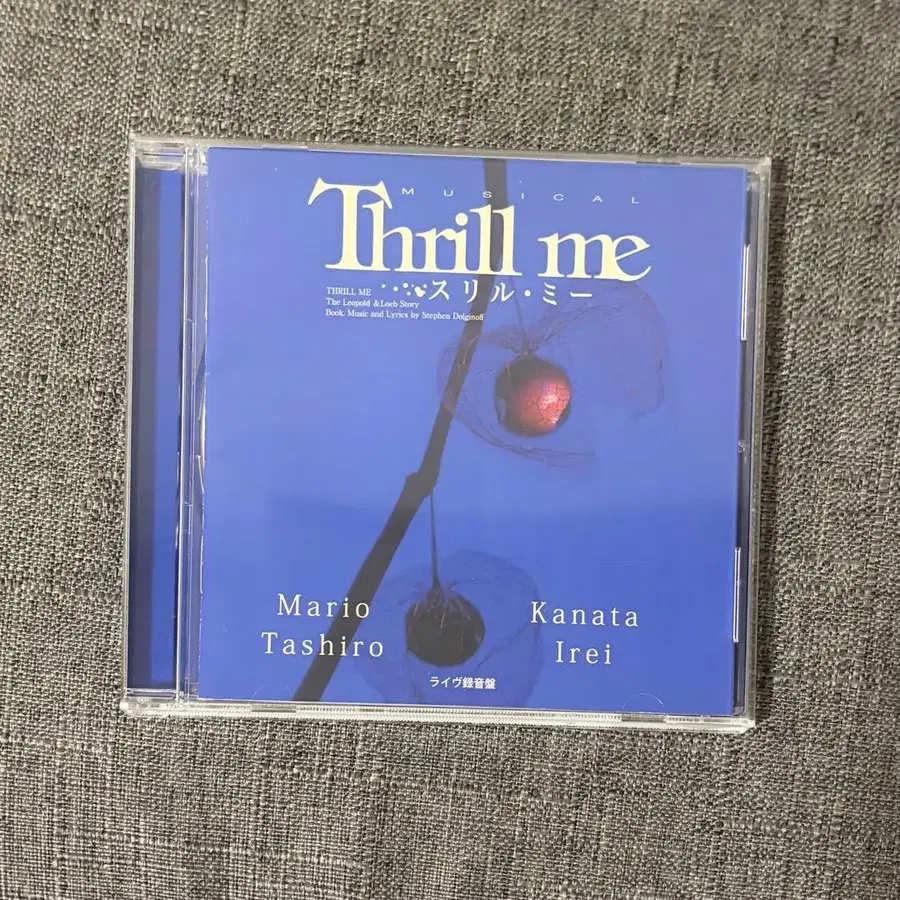 MUSICAL
Thrill me
スリル・ミー
THRILL ME
The Leopold & Loeb Story
Book, Music and Lyrics by Stephen Dolginoff
Mario
Tashiro
Kanata
Irei
ライヴ録音盤